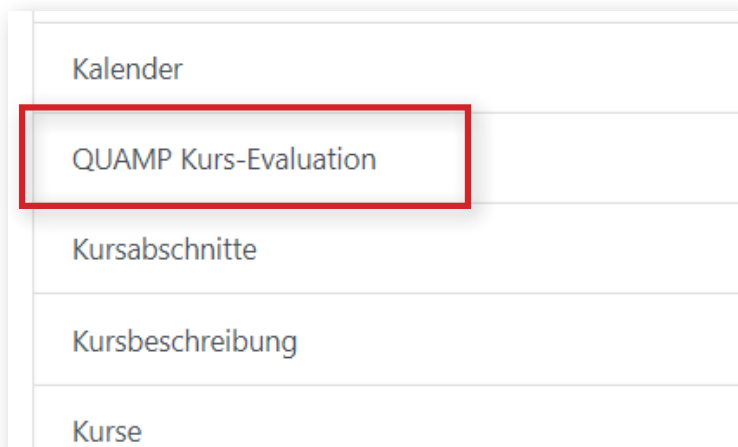 Kalender
QUAMP Kurs-Evaluation
Kursabschnitte
Kursbeschreibung
Kurse